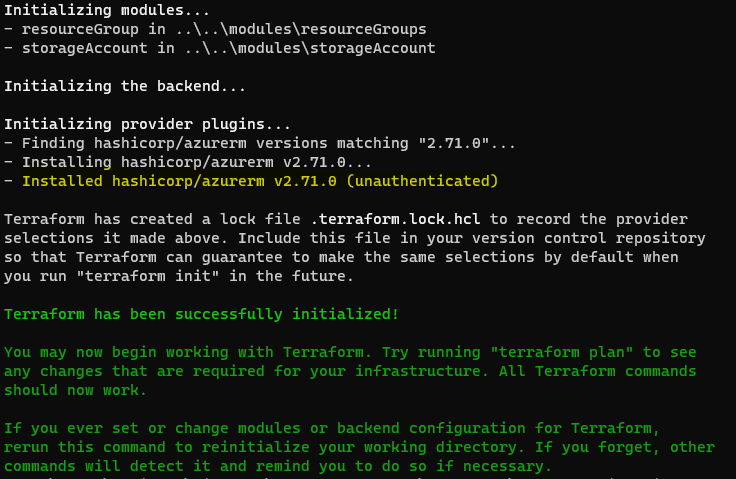 Initializing modules...
- resourceGroup in ..\..\modules\resourceGroups
- storageAccount in ..\..\modules\storageAccount
Initializing the backend...
Initializing provider plugins...
- Finding hashicorp/azurerm versions matching "2.71.0"...
- Installing hashicorp/azurerm v2.71.0...
- Installed hashicorp/azurerm v2.71.0 (unauthenticated)
Terraform has created a lock file .terraform.lock.hcl to record the provider
selections it made above. Include this file in your version control repository
so that Terraform can guarantee to make the same selections by default when
you run "terraform init" in the future.
Terraform has been successfully initialized!
You may now begin working with Terraform. Try running "terraform plan" to see
any changes that are required for your infrastructure. All Terraform commands
should now work.
If you ever set or change modules or backend configuration for Terraform,
rerun this command to reinitialize your working directory. If you forget, other
commands will detect it and remind you to do so if necessary.